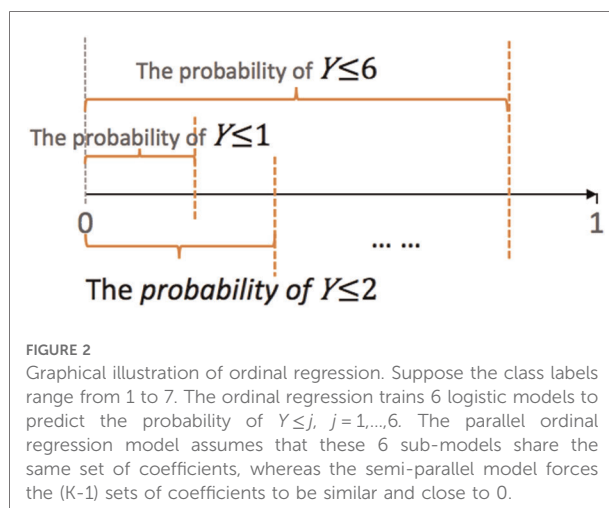 The probability of Y≤6
The probability of Y≤1
0
1
... ...
The probability of Y≤2
FIGURE 2
Graphical illustration of ordinal regression. Suppose the class labels
range from 1 to 7. The ordinal regression trains 6 logistic models to
predict the probability of Y ≤ j, j = 1,...,6. The parallel ordinal
regression model assumes that these 6 sub-models share the
same set of coefficients, whereas the semi-parallel model forces
the (K-1) sets of coefficients to be similar and close to 0.